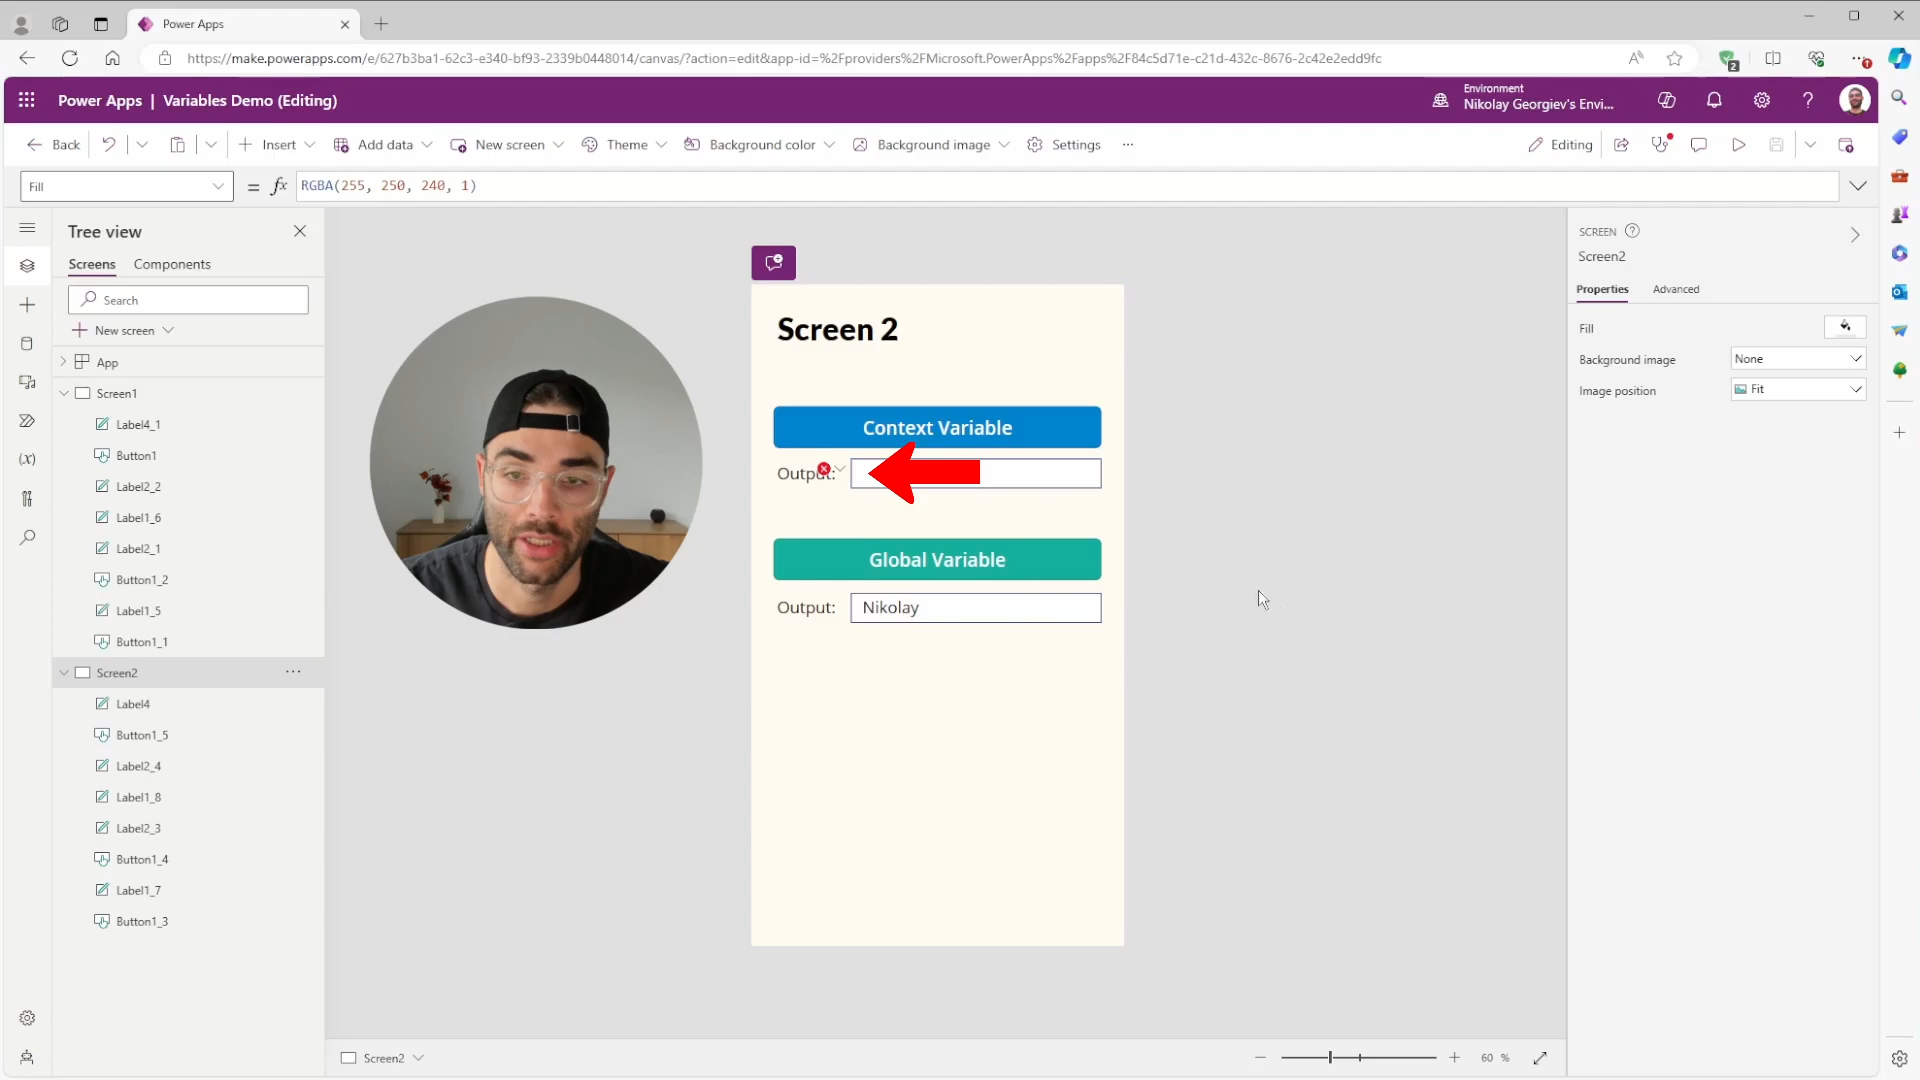 Power Apps
https://make.powerapps.com/e/627b3ba1-62c3-e340-bf93-2339b0448014/canvas/?action=edit&app-id=%2Fproviders%2FMicrosoft.PowerApps%2Fapps%2F84c5d71e-c21d-432c-8676-2c42e2edd9fc
2
Power Apps | Variables Demo (Editing)
Environment
Nikolay Georgiev's Envi...
Back
Insert
Add data
New screen
Theme
Background color
Background image
Settings
Editing
Fill
= fx RGBA(255, 250, 240, 1)
Tree view
Screens Components
Search
New screen
App
Screen1
Label4_1
Button1
Label2_2
Label1_6
Label2_1
Button1_2
Label1_5
Button1_1
Screen2
Label4
Button1_5
Label2_4
Label1_8
Label2_3
Button1_4
Label1_7
Button1_3
Screen 2
Context Variable
Output:
Global Variable
Output: Nikolay
SCREEN
Screen2
Properties Advanced
Fill
Background image None
Image position Fit
Screen2
60 %